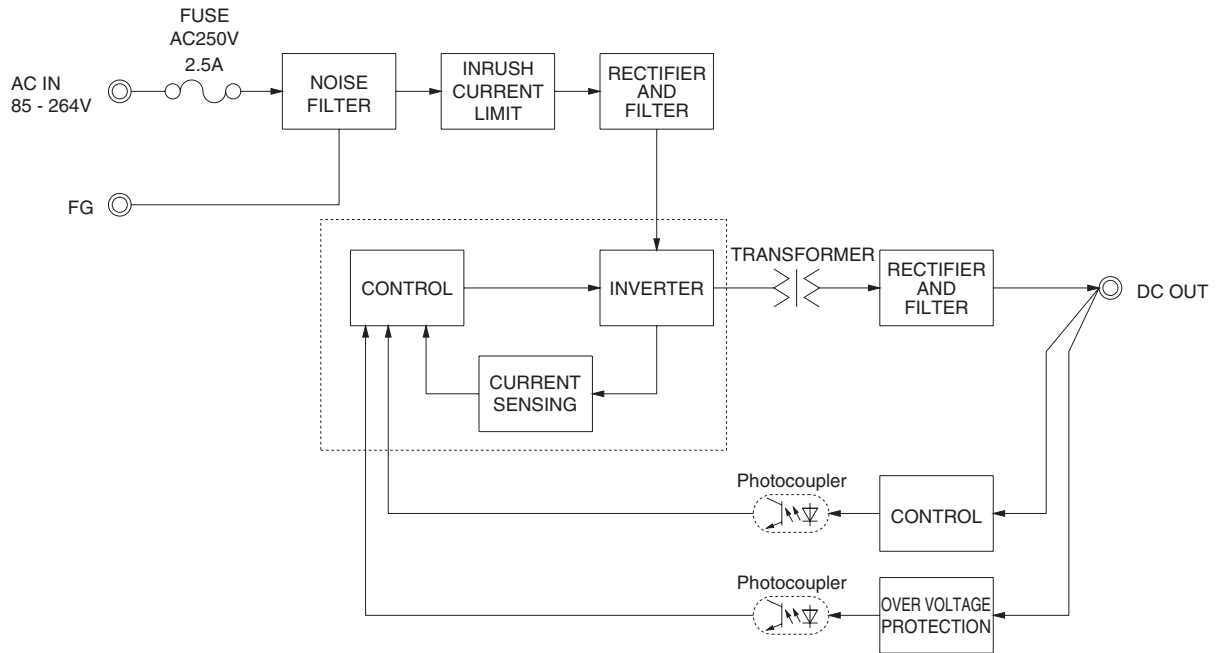 FUSE
AC250V
2.5A
AC IN
85 - 264V
NOISE
FILTER
INRUSH
CURRENT
LIMIT
RECTIFIER
AND
FILTER
FG
CONTROL
INVERTER
TRANSFORMER
RECTIFIER
AND
FILTER
DC OUT
CURRENT
SENSING
Photocoupler
CONTROL
Photocoupler
OVER VOLTAGE
PROTECTION